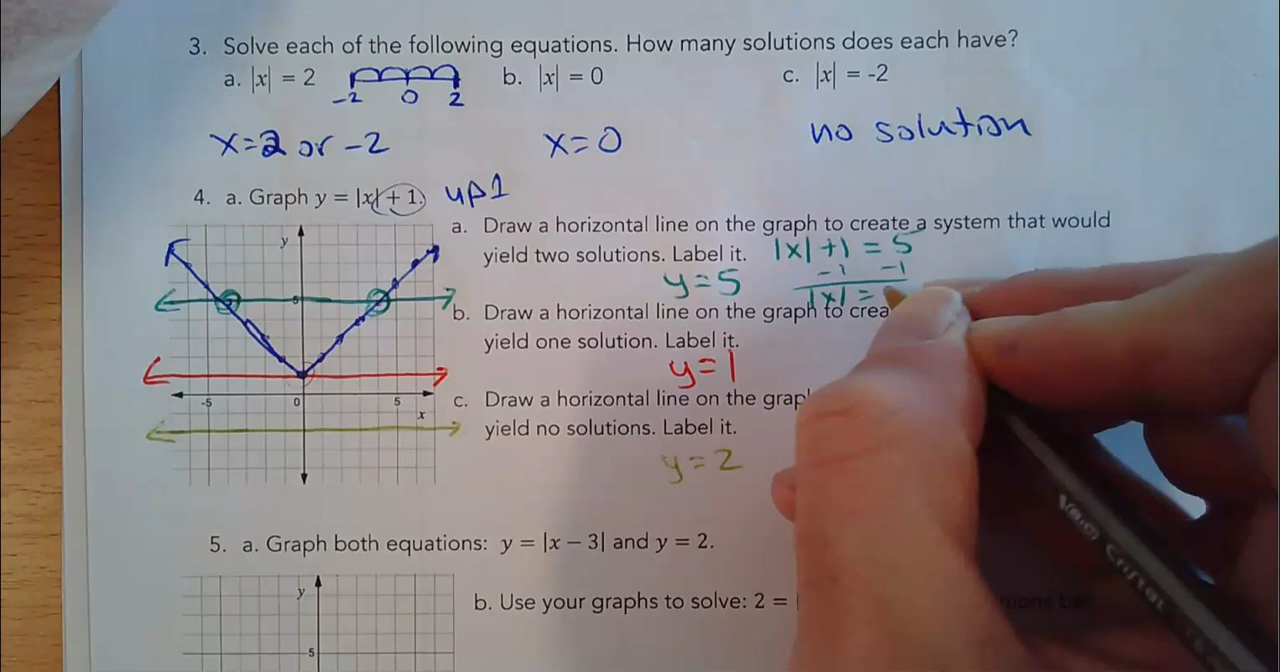 3. Solve each of the following equations. How many solutions does each have?
a. |x| = 2 b. |x| = 0 c. |x| = -2
-2 0 2
x=2 or -2 x=0 no solution
4. a. Graph y = |x| + 1. up 1
a. Draw a horizontal line on the graph to create a system that would
yield two solutions. Label it. |x| + 1 = 5
y=5 -1 -1
|x| =
b. Draw a horizontal line on the graph to crea
yield one solution. Label it.
y=1
c. Draw a horizontal line on the grap
yield no solutions. Label it.
y=2
y
5
-5 0 5 x
5. a. Graph both equations: y = |x − 3| and y = 2.
b. Use your graphs to solve: 2 =
y
5